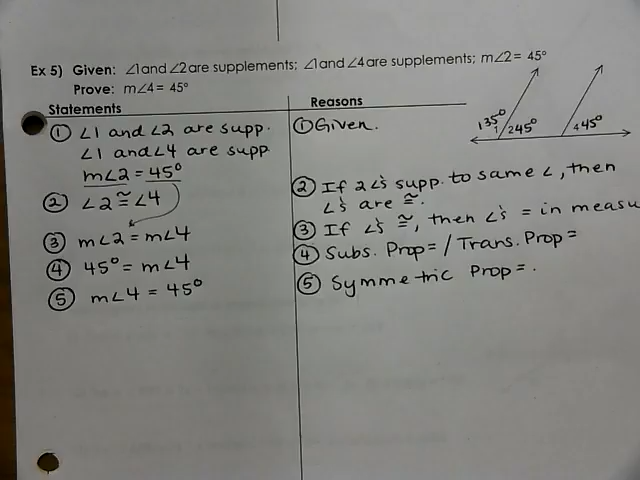 Ex 5) Given: ∠1 and ∠2 are supplements; ∠1 and ∠4 are supplements; m∠2 = 45°
Prove: m∠4 = 45°
Statements
Reasons
① ∠1 and ∠2 are supp.
∠1 and ∠4 are supp
m∠2 = 45°
② ∠2 ≅ ∠4
③ m∠2 = m∠4
④ 45° = m∠4
⑤ m∠4 = 45°
① Given.
② If 2 ∠'s supp. to same ∠, then
∠'s are ≅.
③ If ∠'s ≅, then ∠'s = in measu
④ Subs. Prop= / Trans. Prop=
⑤ Symmetric Prop=.
135°
1
2 45°
4 45°